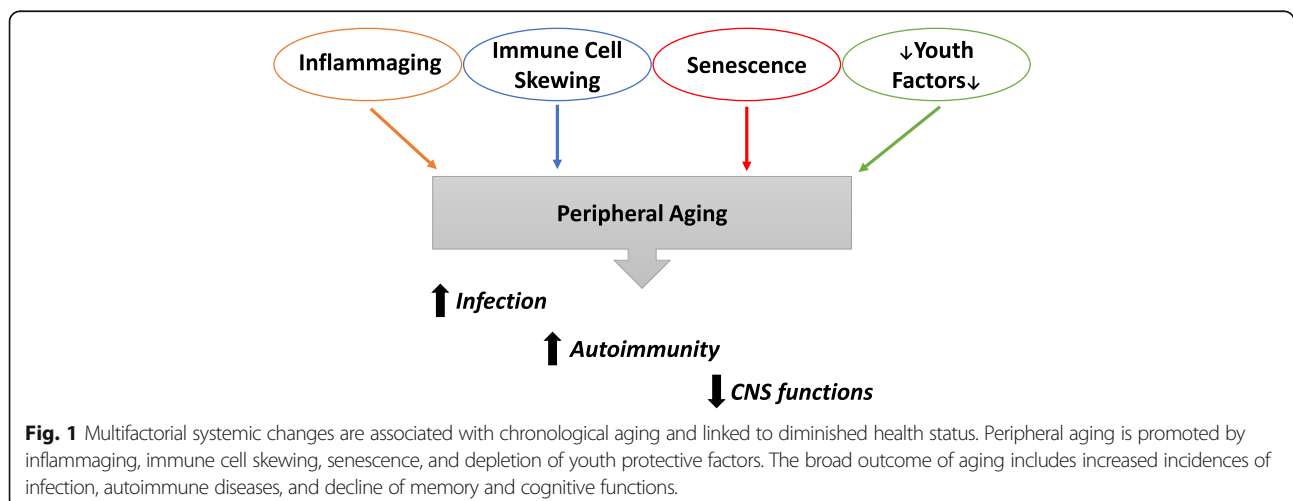 Inflammaging
Immune Cell
Skewing
Senescence
↓Youth
Factors↓
Peripheral Aging
Infection
Autoimmunity
CNS functions
Fig. 1 Multifactorial systemic changes are associated with chronological aging and linked to diminished health status. Peripheral aging is promoted by
inflammaging, immune cell skewing, senescence, and depletion of youth protective factors. The broad outcome of aging includes increased incidences of
infection, autoimmune diseases, and decline of memory and cognitive functions.